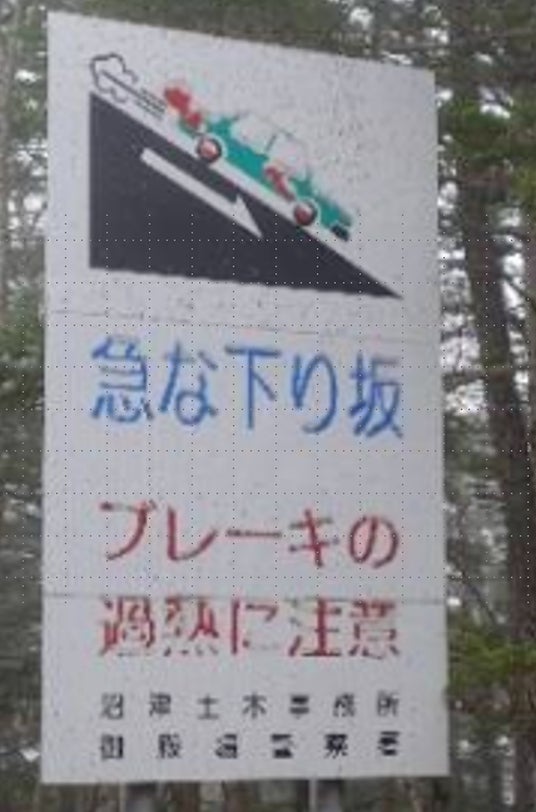 急な下り坂
ブレーキの
過熱に注意
沼津土木事務所
御殿場警察署